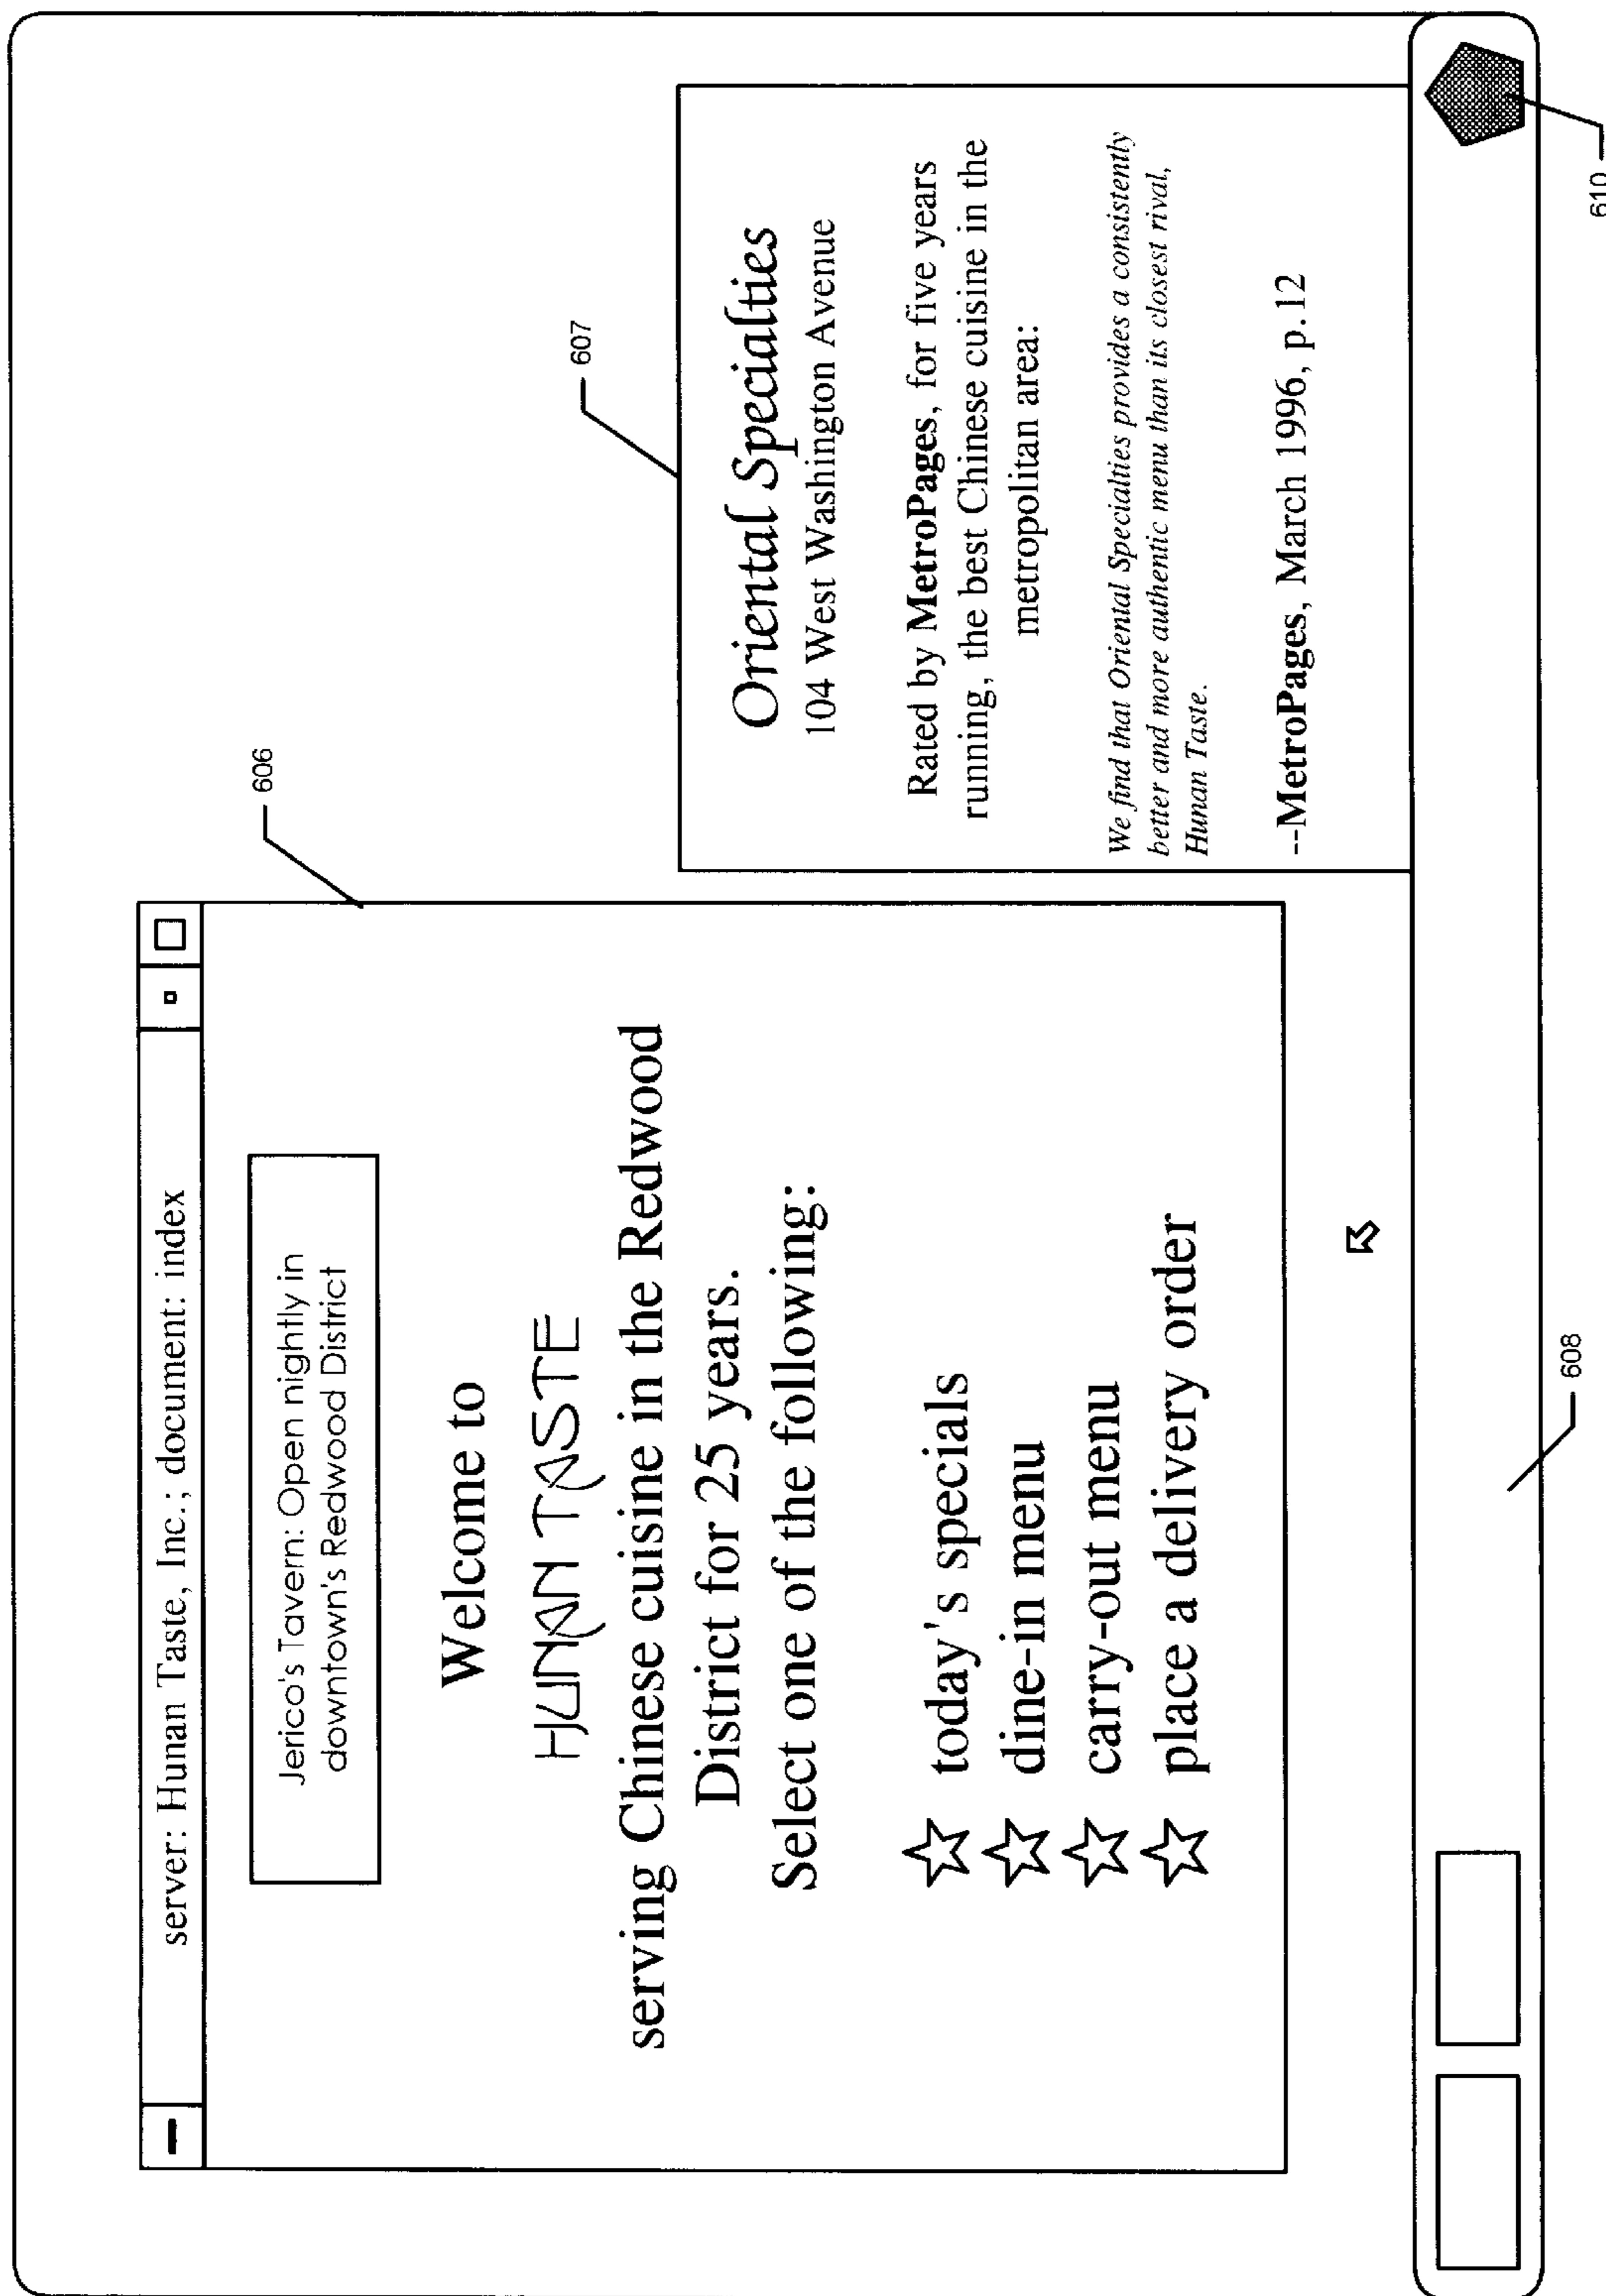 606
server: Hunan Taste, Inc.; document: index
Jerico's Tavern: Open nightly in
downtown's Redwood District
Welcome to
HUNAN TASTE
serving Chinese cuisine in the Redwood
District for 25 years.
Select one of the following:
☆ today's specials
☆ dine-in menu
☆ carry-out menu
☆ place a delivery order
607
Oriental Specialties
104 West Washington Avenue
Rated by MetroPages, for five years
running, the best Chinese cuisine in the
metropolitan area:
We find that Oriental Specialties provides a consistently
better and more authentic menu than its closest rival,
Hunan Taste.
--MetroPages, March 1996, p.12
608
610